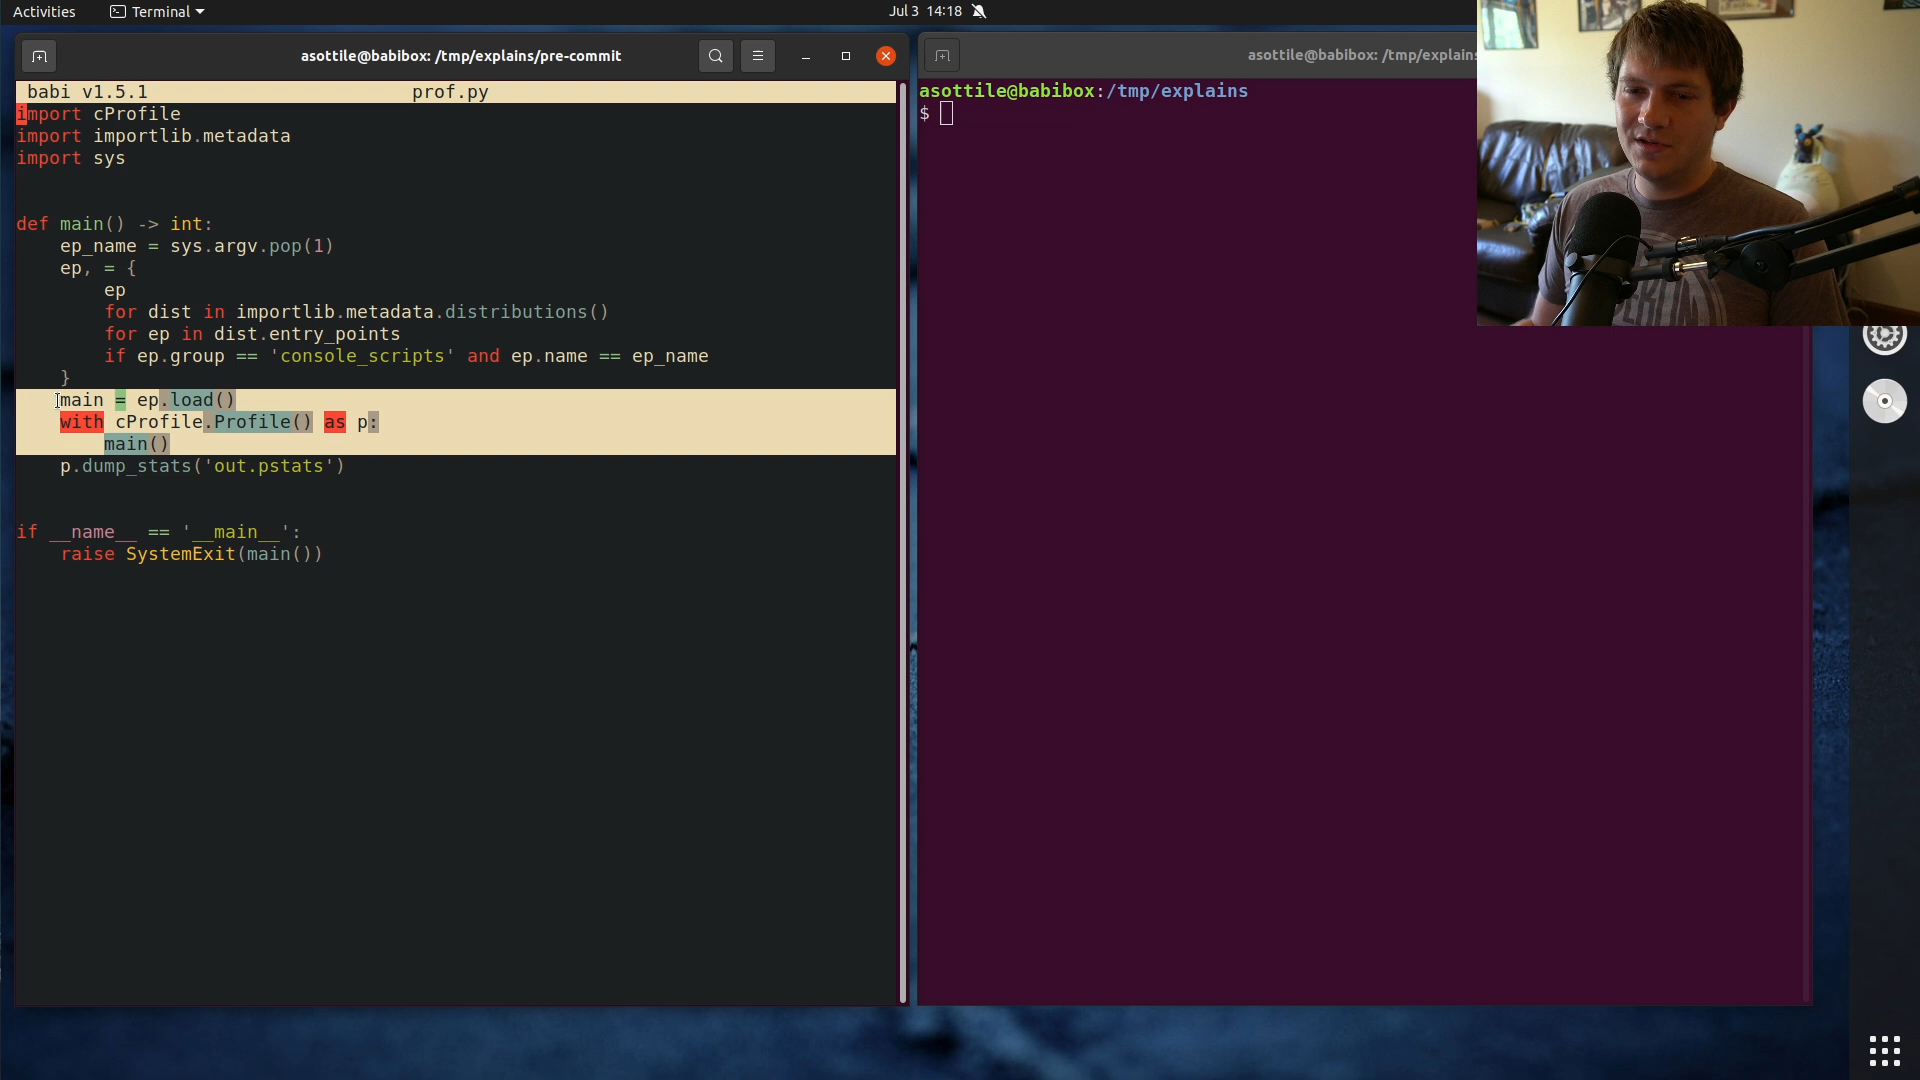 Activities
Terminal
Jul 3 14:18
asottile@babibox: /tmp/explains/pre-commit
babi v1.5.1
prof.py
import cProfile
import importlib.metadata
import sys
def main() -> int:
    ep_name = sys.argv.pop(1)
    ep, = {
        ep
        for dist in importlib.metadata.distributions()
        for ep in dist.entry_points
        if ep.group == 'console_scripts' and ep.name == ep_name
    }
    main = ep.load()
    with cProfile.Profile() as p:
        main()
    p.dump_stats('out.pstats')
if __name__ == '__main__':
    raise SystemExit(main())
asottile@babibox: /tmp/explains
asottile@babibox:/tmp/explains
$